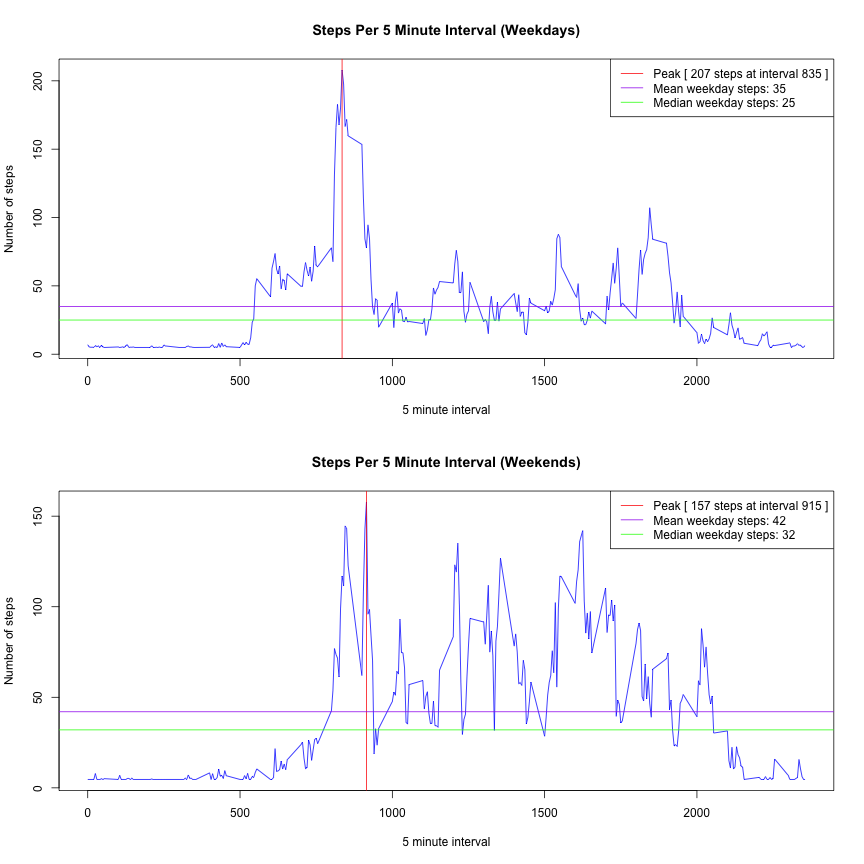 Steps Per 5 Minute Interval (Weekdays)
Peak [ 207 steps at interval 835 ]
Mean weekday steps: 35
Median weekday steps: 25
Number of steps
200
150
100
50
0
0 500 1000 1500 2000
5 minute interval
Steps Per 5 Minute Interval (Weekends)
Peak [ 157 steps at interval 915 ]
Mean weekday steps: 42
Median weekday steps: 32
Number of steps
150
100
50
0
0 500 1000 1500 2000
5 minute interval